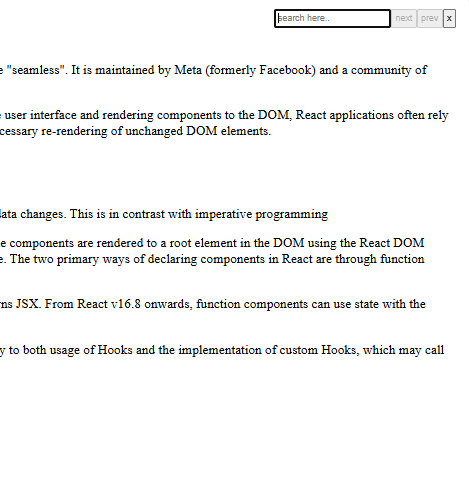 search here..  next prev x
"seamless". It is maintained by Meta (formerly Facebook) and a community of
user interface and rendering components to the DOM, React applications often rely
cessary re-rendering of unchanged DOM elements.
data changes. This is in contrast with imperative programming
e components are rendered to a root element in the DOM using the React DOM
e. The two primary ways of declaring components in React are through function
ns JSX. From React v16.8 onwards, function components can use state with the
y to both usage of Hooks and the implementation of custom Hooks, which may call